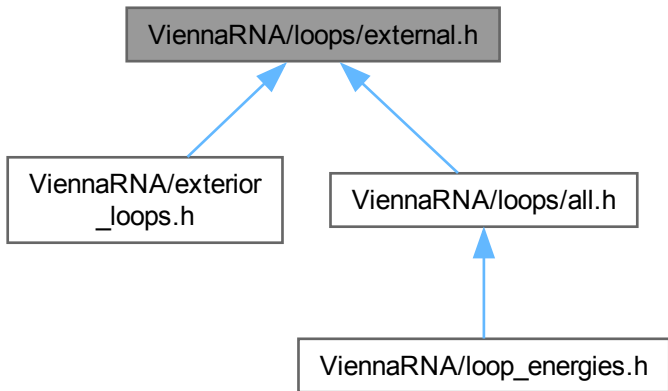 ViennaRNA/loops/external.h
ViennaRNA/exterior
_loops.h
ViennaRNA/loops/all.h
ViennaRNA/loop_energies.h